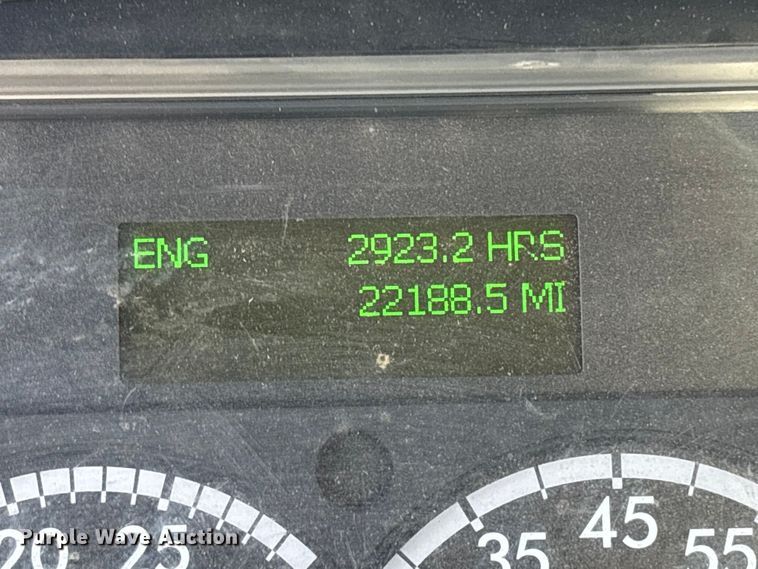 ENG 2923.2 HRS
22188.5 MI
20 25
35 45 55
Purple Wave Auction